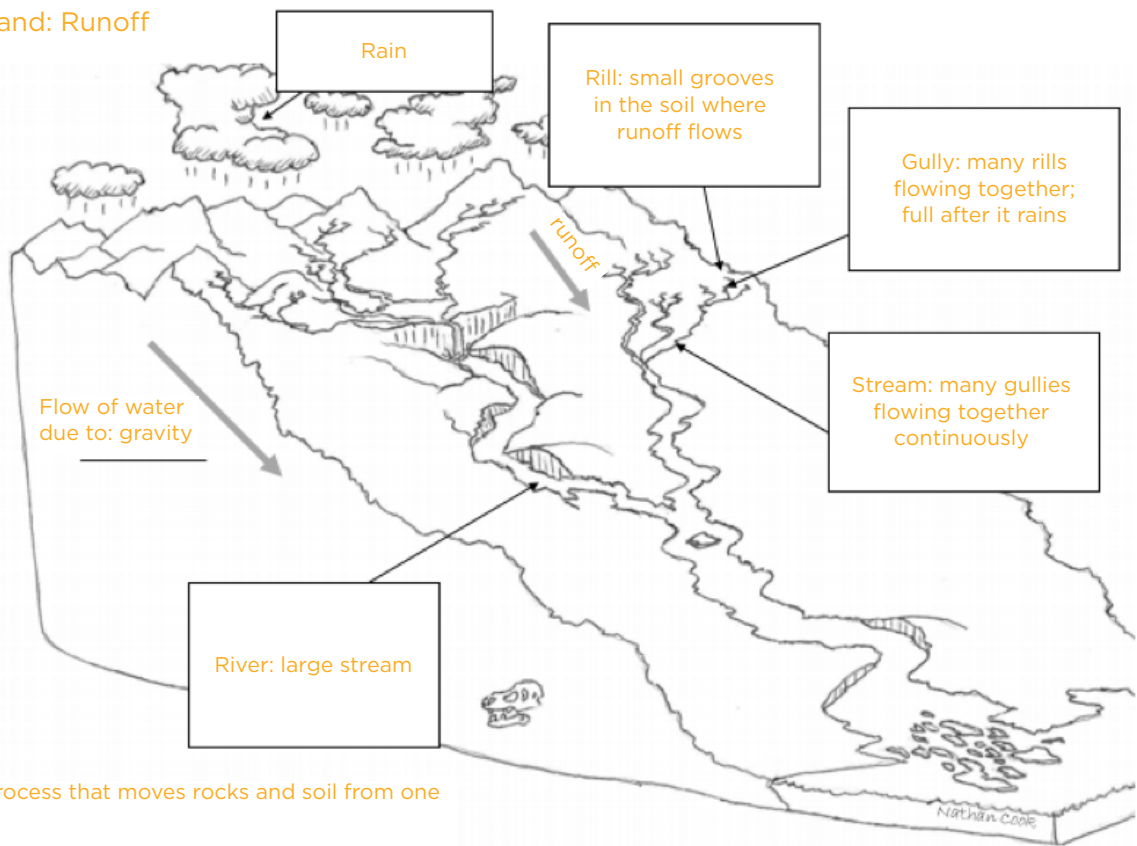 and: Runoff
Rain
Rill: small grooves
in the soil where
runoff flows
Gully: many rills
flowing together;
full after it rains
runoff
Stream: many gullies
flowing together
continuously
Flow of water
due to: gravity
River: large stream
rocess that moves rocks and soil from one
Nathan Cook